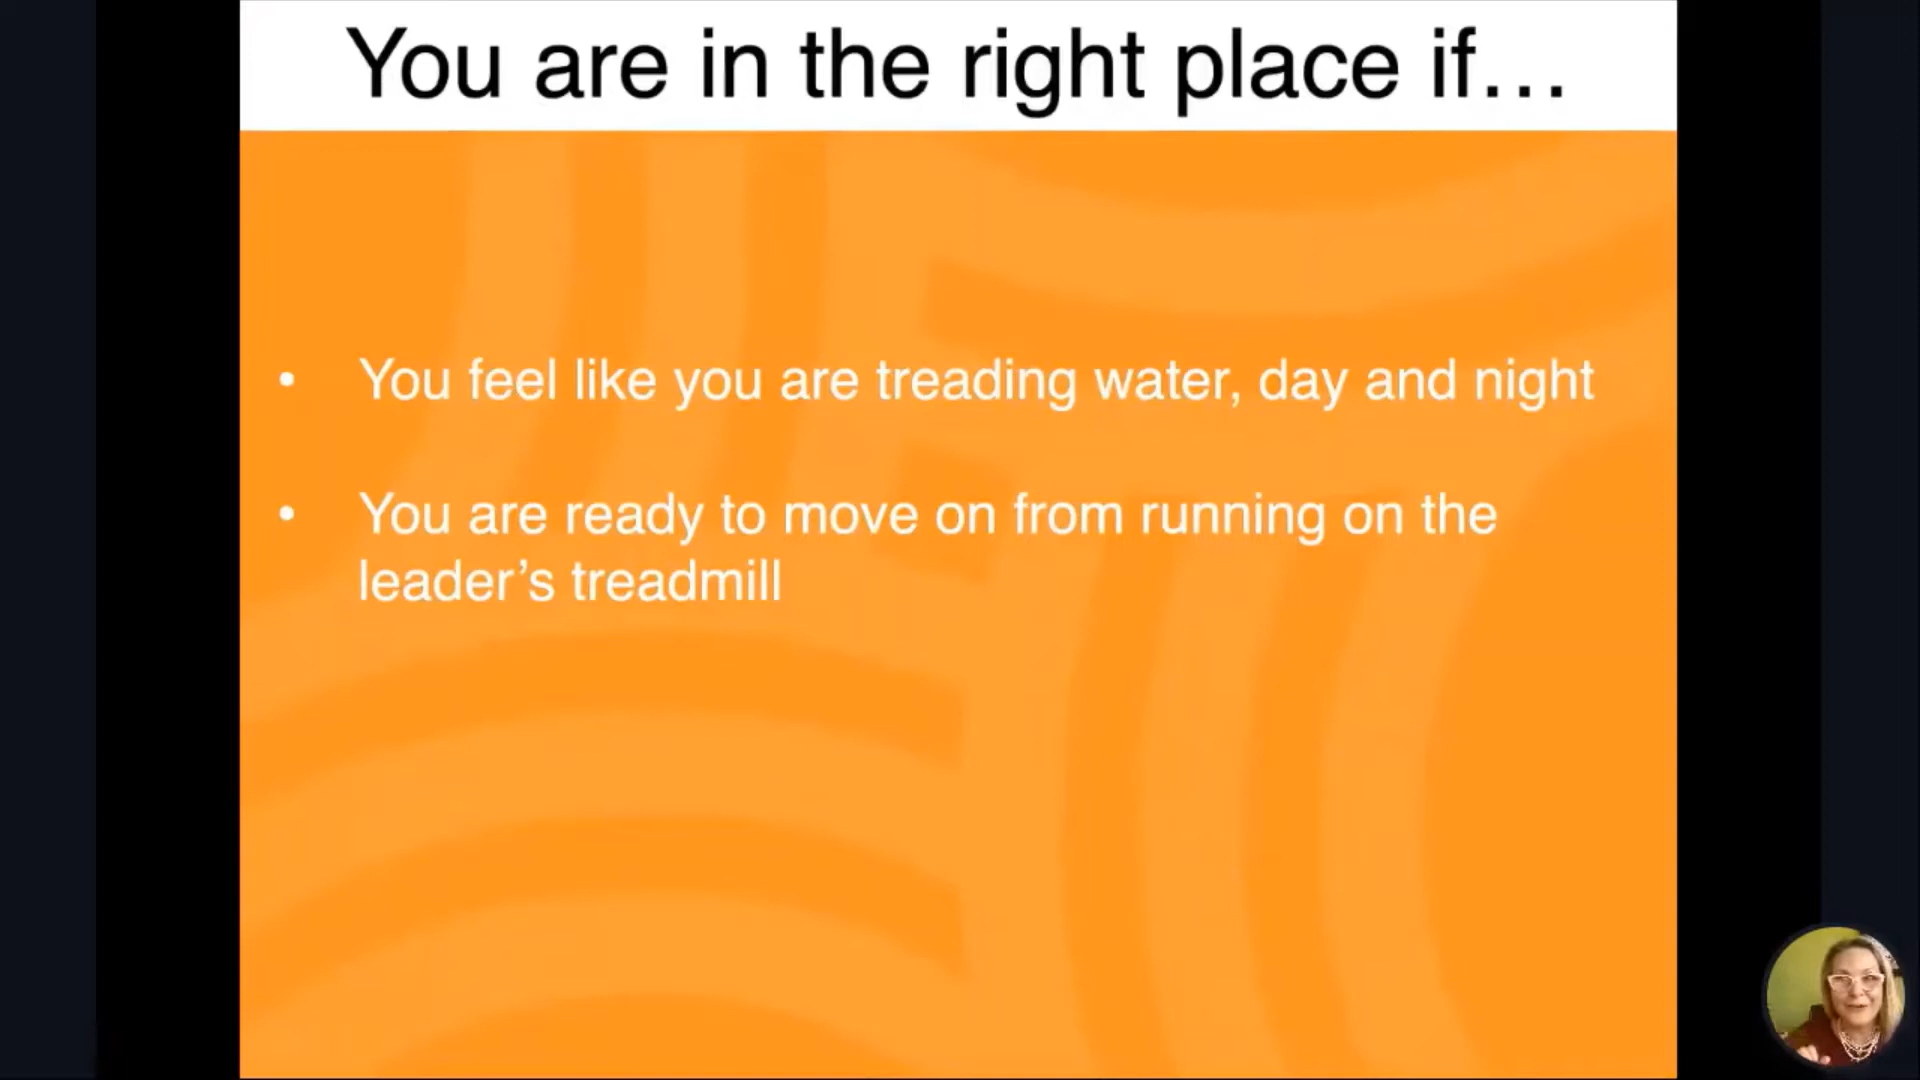 You are in the right place if…
• You feel like you are treading water, day and night
• You are ready to move on from running on the
leader’s treadmill